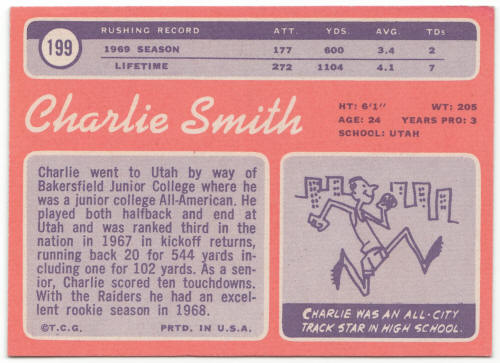 199
RUSHING RECORD ATT. YDS. AVG. TDs
1969 SEASON 177 600 3.4 2
LIFETIME 272 1104 4.1 7
Charlie Smith
HT: 6'1" WT: 205
AGE: 24 YEARS PRO: 3
SCHOOL: UTAH
Charlie went to Utah by way of
Bakersfield Junior College where he
was a junior college All-American. He
played both halfback and end at
Utah and was ranked third in the
nation in 1967 in kickoff returns,
running back 20 for 544 yards in-
cluding one for 102 yards. As a sen-
ior, Charlie scored ten touchdowns.
With the Raiders he had an excel-
lent rookie season in 1968.
©T.C.G. PRTD. IN U.S.A.
CHARLIE WAS AN ALL-CITY
TRACK STAR IN HIGH SCHOOL.